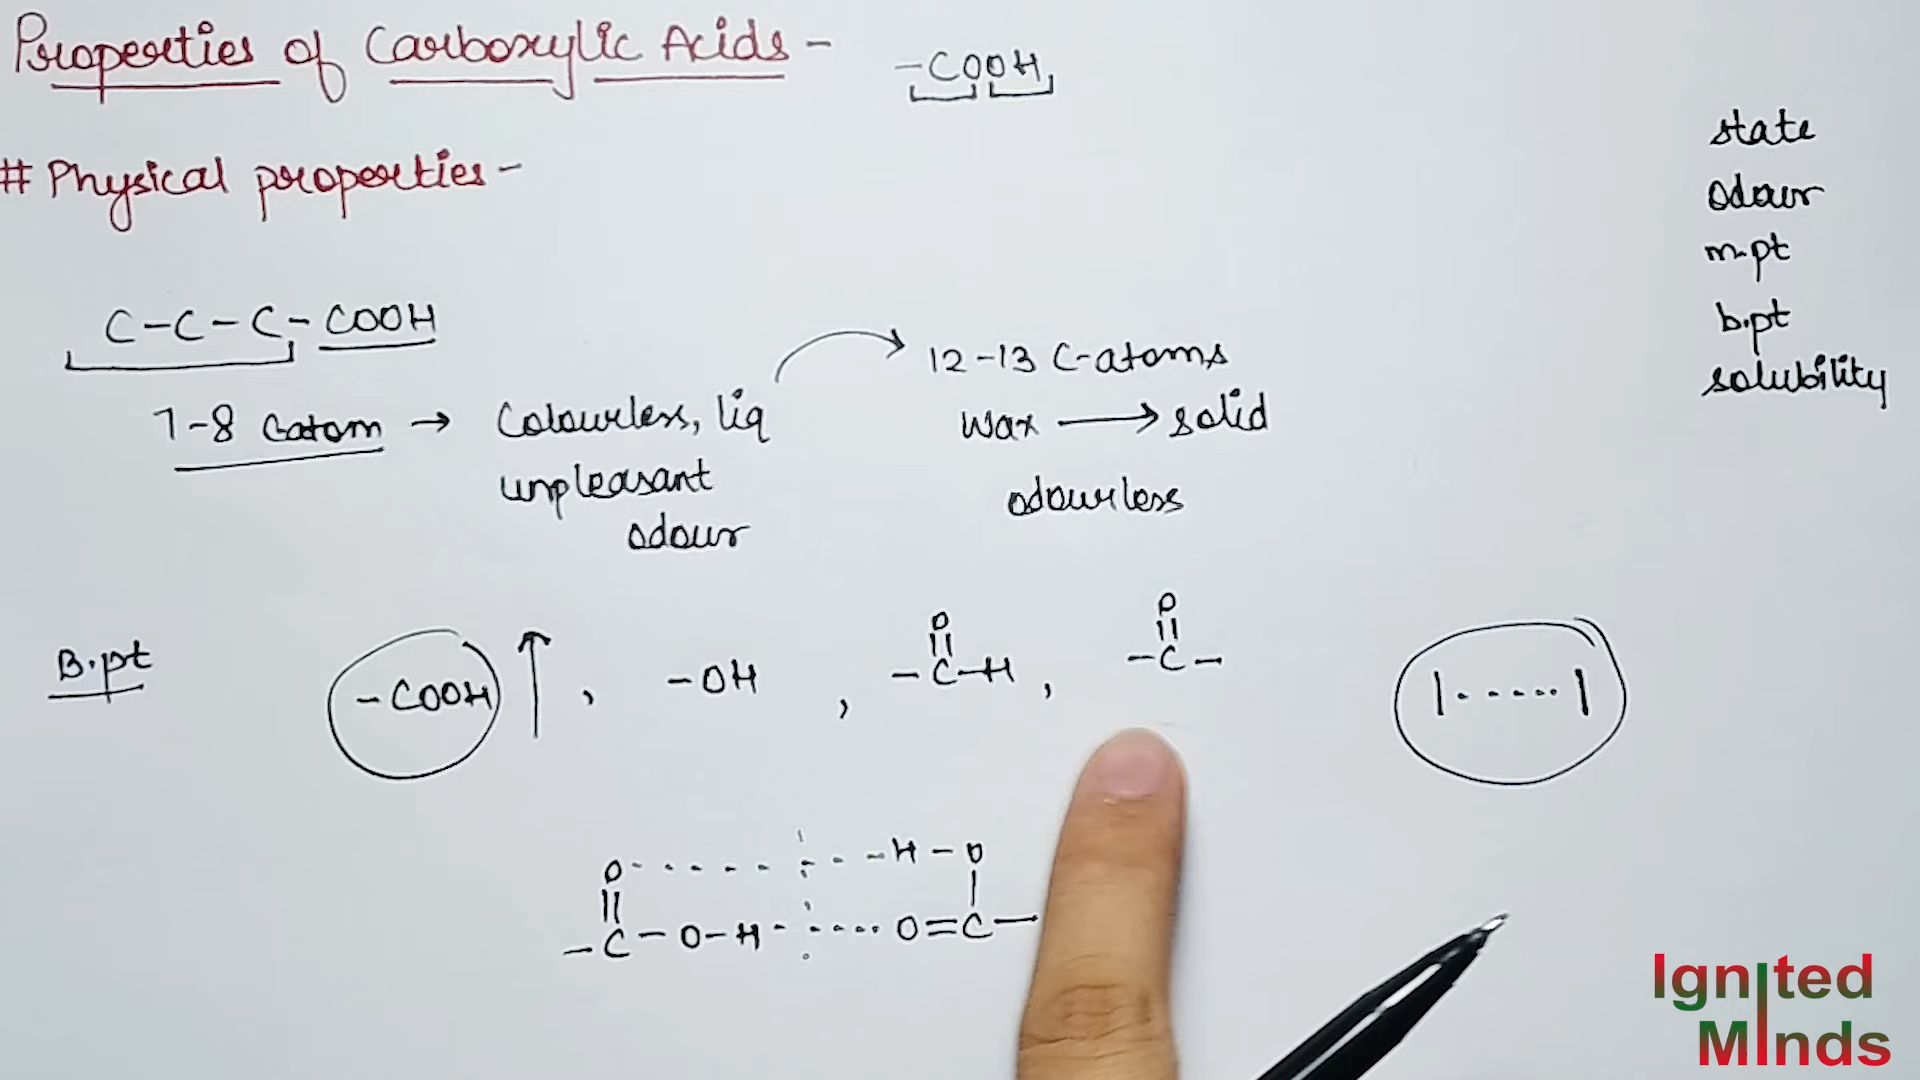 Properties of Carboxylic Acids -
-COOH
# Physical properties -
state
odour
m.pt
b.pt
solubility
C-C-C-COOH
7-8 C-atom → Colourless, liq
unpleasant
odour
12-13 C-atoms
wax → solid
odourless
B.pt
-COOH ↑ , -OH ,
O
||
-C-H ,
O
||
-C-
|......|
O ........ H-O
|| |
-C-O-H ...... O=C-
Ignited
Minds